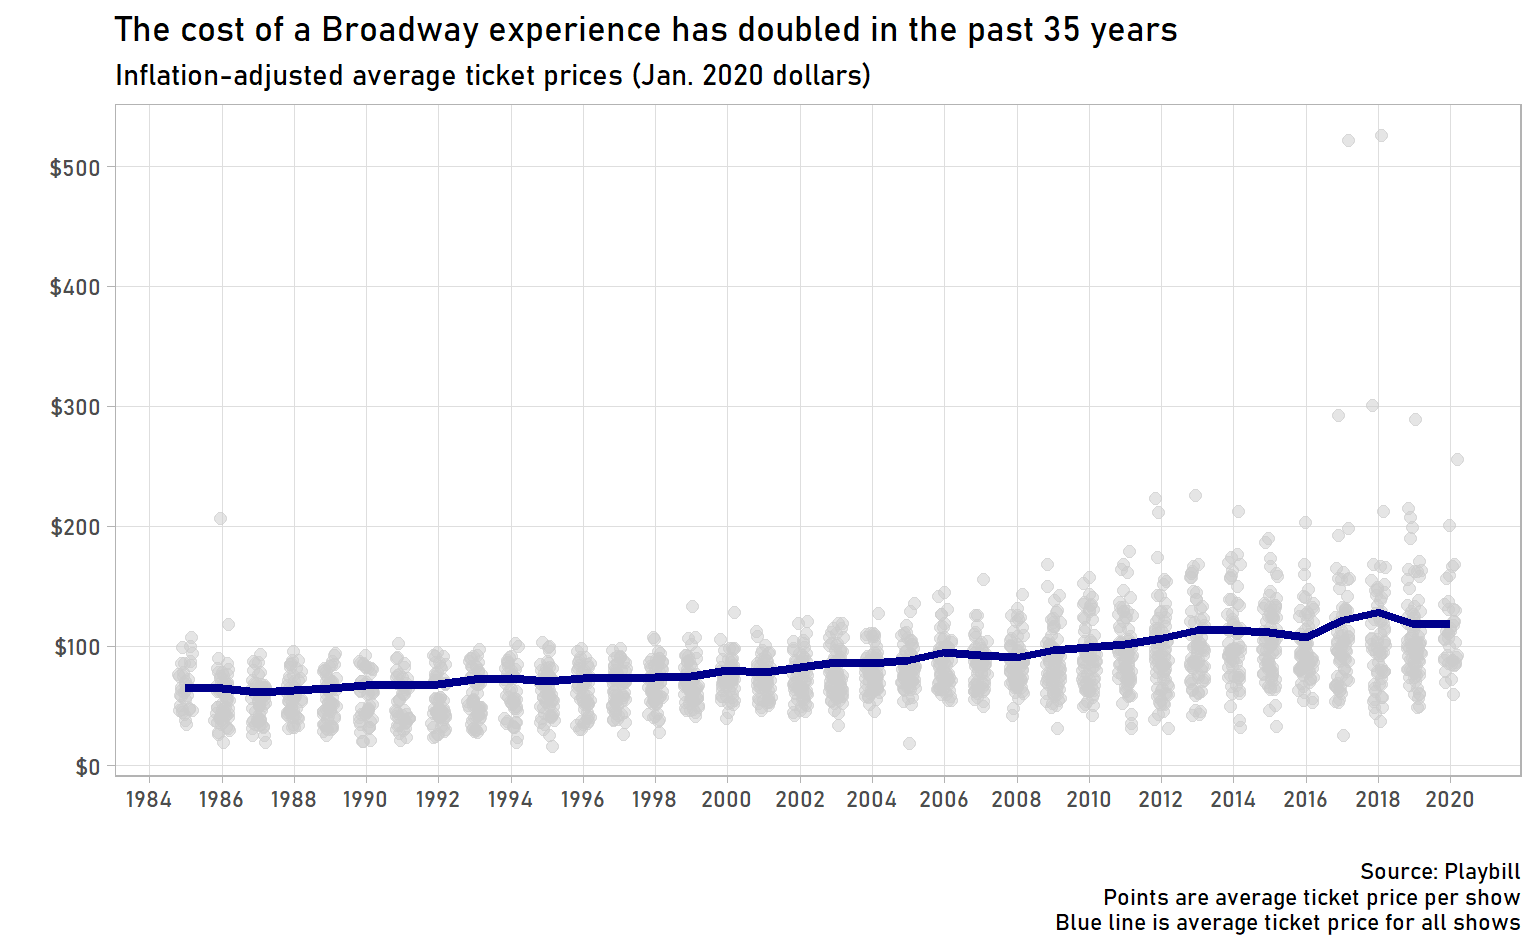 The cost of a Broadway experience has doubled in the past 35 years
Inflation-adjusted average ticket prices (Jan. 2020 dollars)
$500
$400
$300
$200
$100
$0
1984 1986 1988 1990 1992 1994 1996 1998 2000 2002 2004 2006 2008 2010 2012 2014 2016 2018 2020
Source: Playbill
Points are average ticket price per show
Blue line is average ticket price for all shows